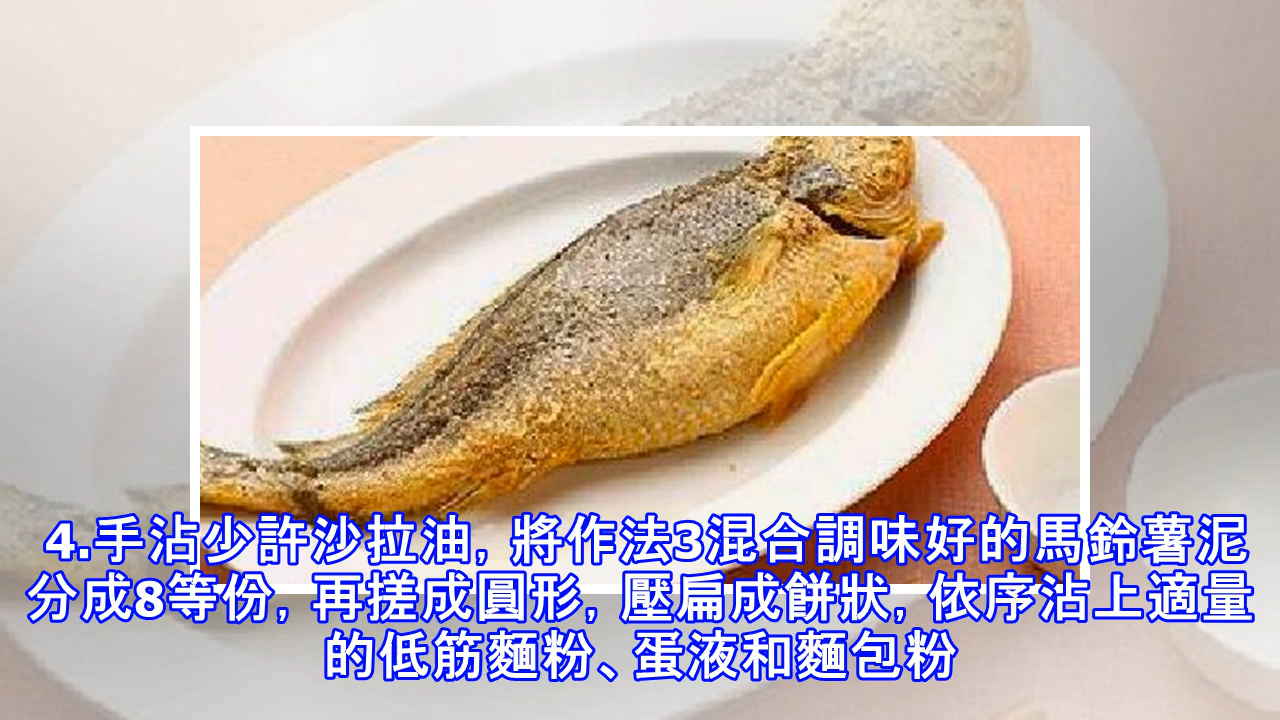 4.手沾少許沙拉油, 將作法3混合調味好的馬鈴薯泥
分成8等份, 再搓成圓形, 壓扁成餅狀, 依序沾上適量
的低筋麵粉、蛋液和麵包粉